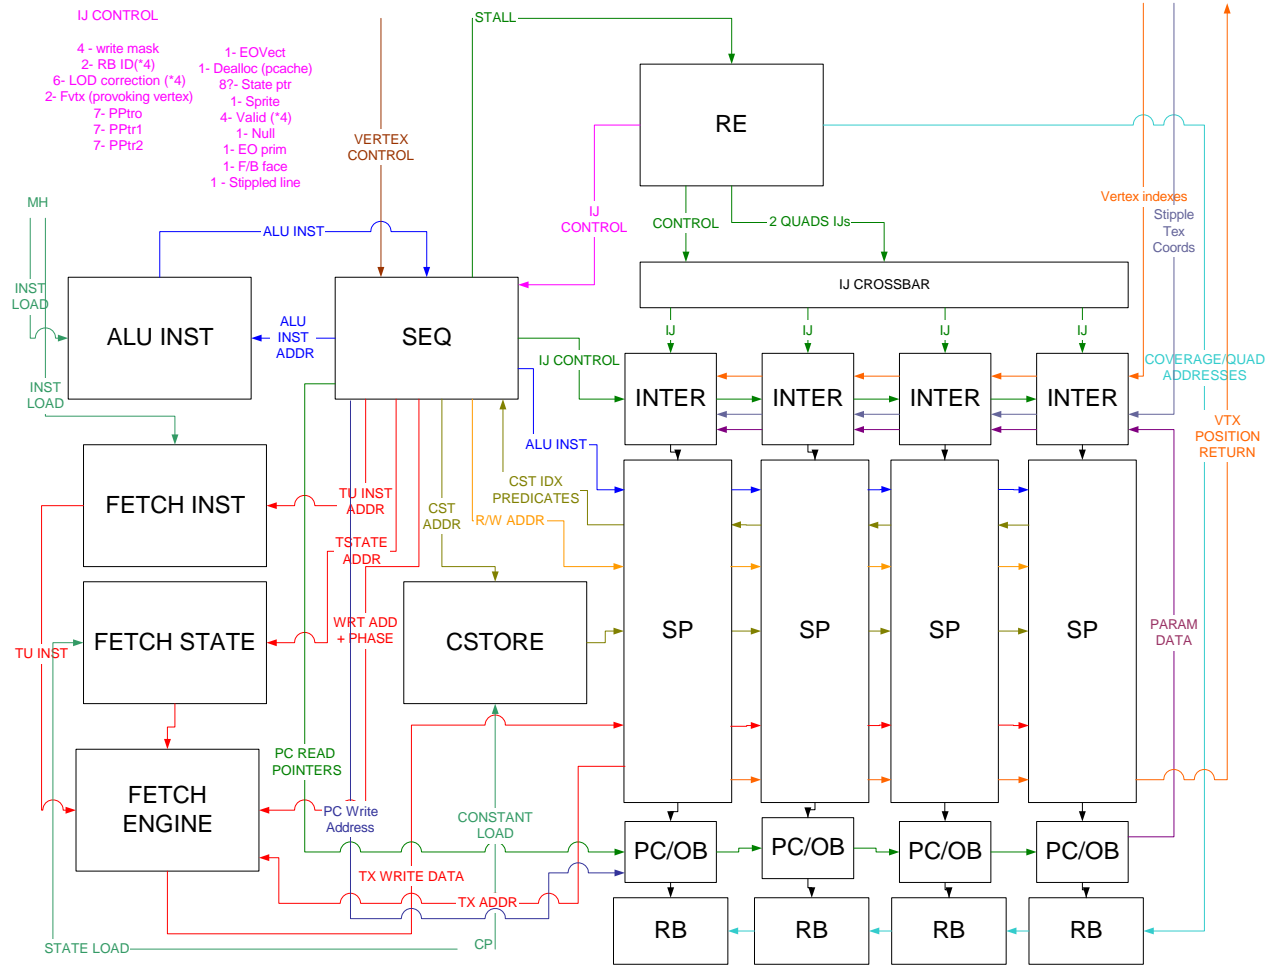 IJ CONTROL
4 - write mask
2- RB ID(*4)
6- LOD correction (*4)
2- Fvtx (provoking vertex)
7- PPtro
7- PPtr1
7- PPtr2
1- EOVect
1- Dealloc (pcache)
8?- State ptr
1- Sprite
4- Valid (*4)
1- Null
1- EO prim
1- F/B face
1 - Stippled line
STALL
VERTEX
CONTROL
RE
MH
IJ
CONTROL
CONTROL
2 QUADS IJs
Vertex indexes
Stipple
Tex
Coords
ALU INST
INST
LOAD
ALU INST
ALU
INST
ADDR
SEQ
IJ CROSSBAR
IJ
IJ
IJ
IJ
IJ CONTROL
COVERAGE/QUAD
ADDRESSES
INST
LOAD
INTER
INTER
INTER
INTER
VTX
POSITION
RETURN
ALU INST
FETCH INST
TU INST
ADDR
CST
ADDR
CST IDX
PREDICATES
R/W ADDR
TSTATE
ADDR
FETCH STATE
WRT ADD
+ PHASE
CSTORE
SP
SP
SP
SP
PARAM
DATA
TU INST
PC READ
POINTERS
FETCH
ENGINE
PC Write
Address
CONSTANT
LOAD
PC/OB
PC/OB
PC/OB
PC/OB
TX WRITE DATA
TX ADDR
RB
RB
RB
RB
STATE LOAD
CP